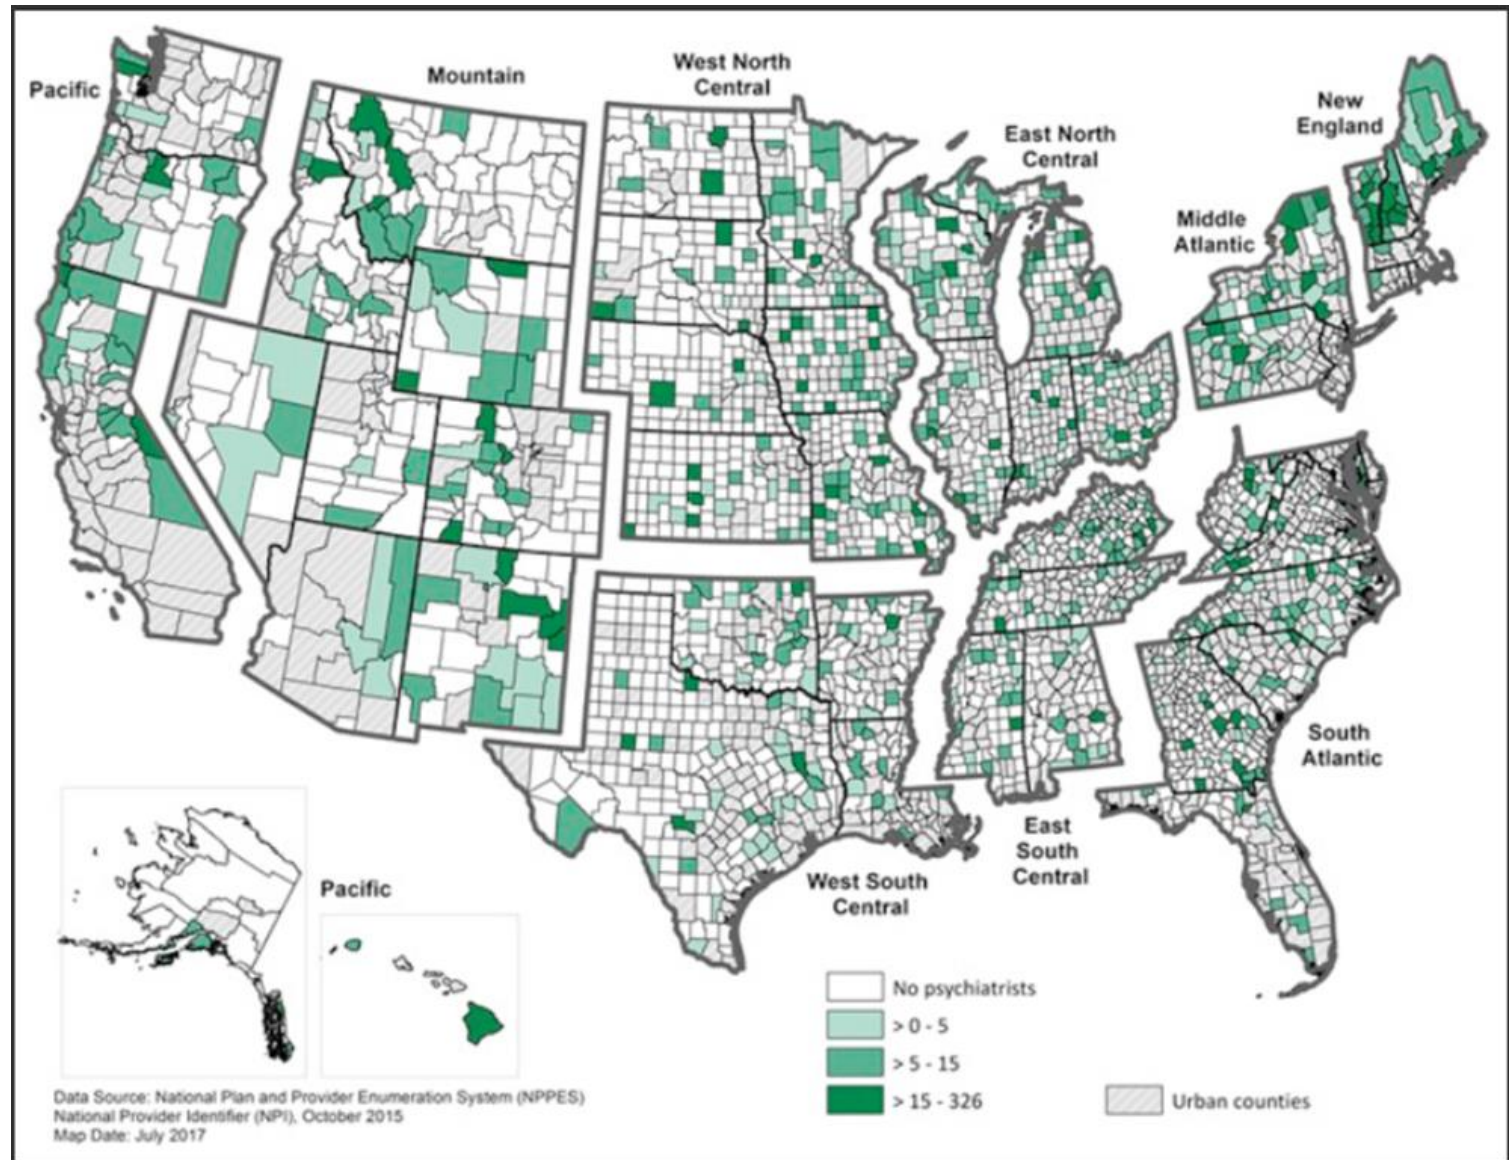 Pacific
Mountain
West North
Central
East North
Central
New
England
Middle
Atlantic
South
Atlantic
East
South
Central
West South
Central
Pacific
No psychiatrists
> 0 - 5
> 5 - 15
> 15 - 326
Urban counties
Data Source: National Plan and Provider Enumeration System (NPPES)
National Provider Identifier (NPI), October 2015
Map Date: July 2017